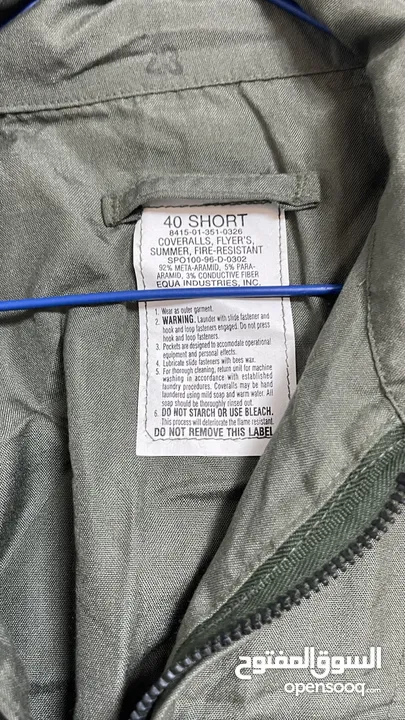 23
40 SHORT
8415-01-351-0326
COVERALLS, FLYER'S,
SUMMER, FIRE-RESISTANT
SPO100-96-D-0302
92% META-ARAMID, 5% PARA-
ARAMID, 3% CONDUCTIVE FIBER
EQUA INDUSTRIES, INC.
1. Wear as outer garment.
2. WARNING. Launder with slide fastener and
hook and loop fasteners engaged. Do not press
hook and loop fasteners.
3. Pockets are designed to accomodate operational
equipment and personal effects.
4. Lubricate slide fasteners with bees wax.
5. For thorough cleaning, return unit for machine
washing in accordance with established
laundry procedures. Coveralls may be hand
laundered using mild soap and warm water. All
soap should be thoroughly rinsed out.
6. DO NOT STARCH OR USE BLEACH.
This process will deteriorate the flame resistant.
DO NOT REMOVE THIS LABEL
السوق المفتوح
opensooq.com